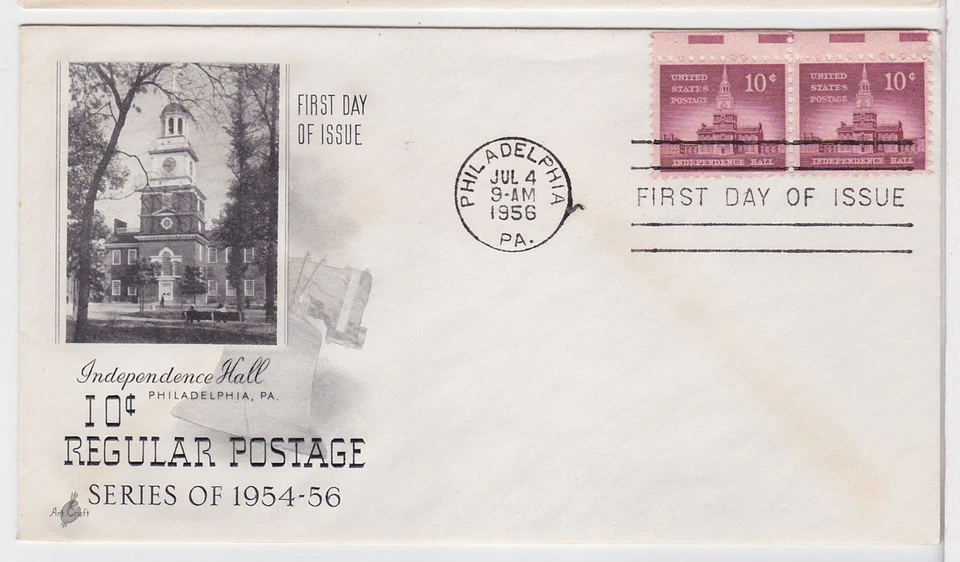 FIRST DAY
OF ISSUE
Independence Hall
PHILADELPHIA, PA.
10¢
REGULAR POSTAGE
SERIES OF 1954-56
Art Craft
PHILADELPHIA
JUL 4
9-AM
1956
PA.
UNITED
STATES
POSTAGE
10¢
INDEPENDENCE HALL
UNITED
STATES
POSTAGE
10¢
INDEPENDENCE HALL
FIRST DAY OF ISSUE